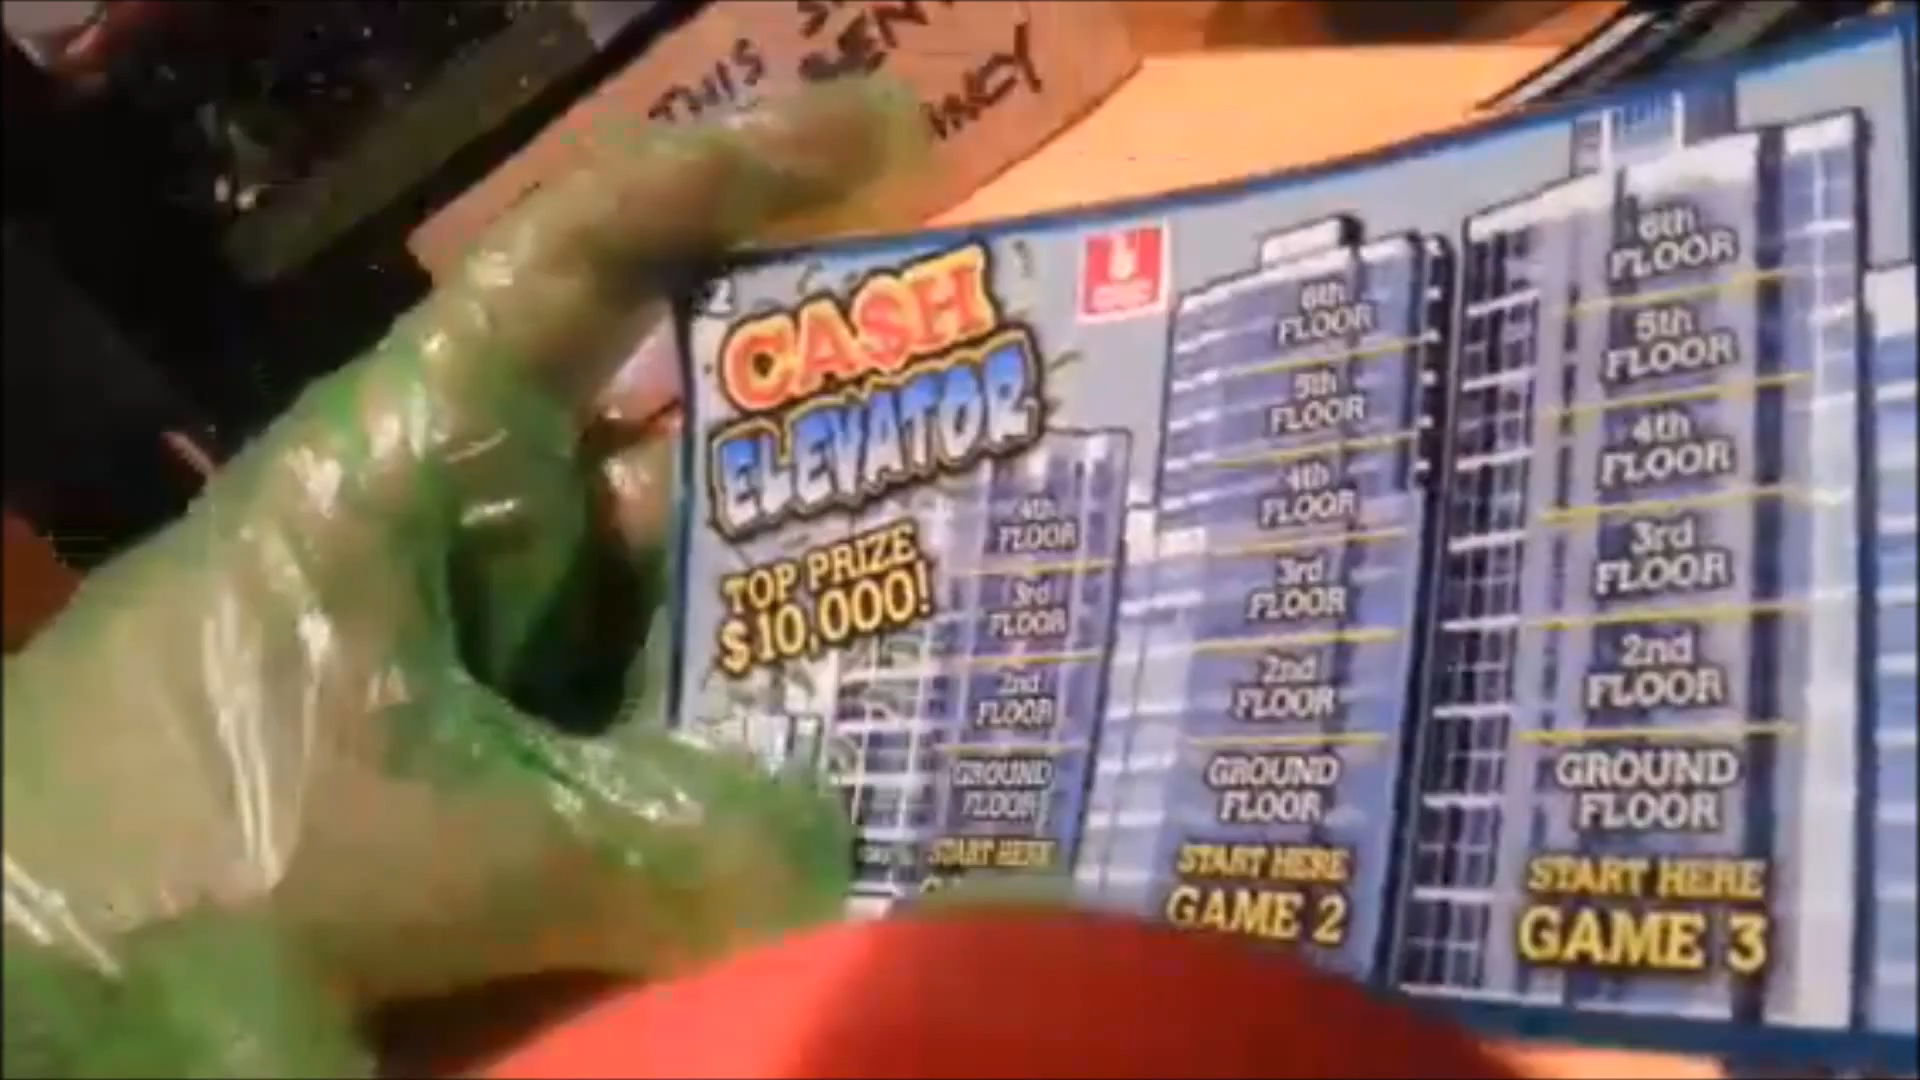 THIS
INCY
2
CA$H
ELEVATOR
TOP PRIZE
$10,000!
4th
FLOOR
3rd
FLOOR
2nd
FLOOR
GROUND
FLOOR
START HERE
6th
FLOOR
5th
FLOOR
4th
FLOOR
3rd
FLOOR
2nd
FLOOR
GROUND
FLOOR
START HERE
GAME 2
6th
FLOOR
5th
FLOOR
4th
FLOOR
3rd
FLOOR
2nd
FLOOR
GROUND
FLOOR
START HERE
GAME 3